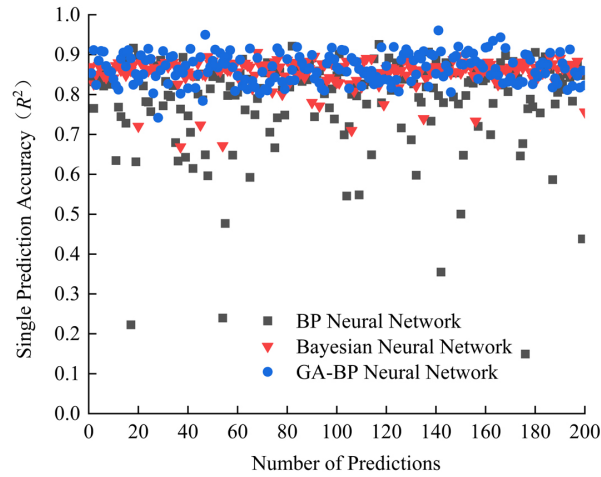 Single Prediction Accuracy（R²）
1.0
0.9
0.8
0.7
0.6
0.5
0.4
0.3
0.2
0.1
0.0
BP Neural Network
Bayesian Neural Network
GA-BP Neural Network
0 20 40 60 80 100 120 140 160 180 200
Number of Predictions